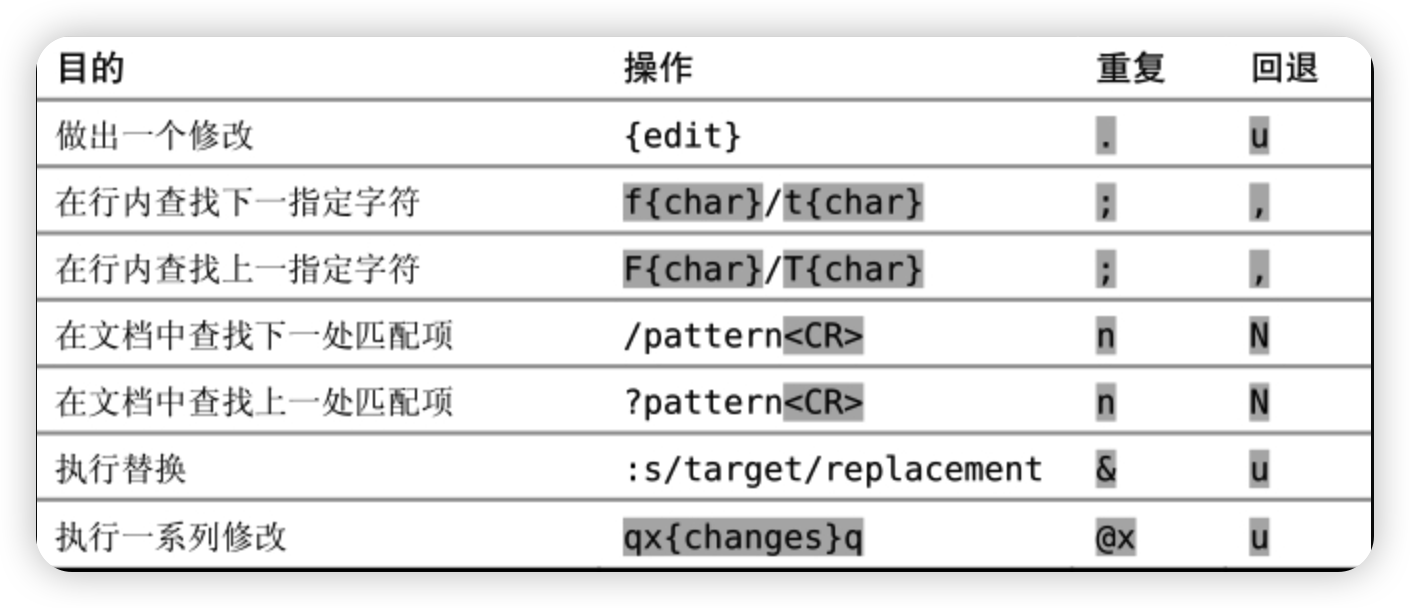 目的 操作 重复 回退
做出一个修改 {edit} . u
在行内查找下一指定字符 f{char}/t{char} ; ,
在行内查找上一指定字符 F{char}/T{char} ; ,
在文档中查找下一处匹配项 /pattern<CR> n N
在文档中查找上一处匹配项 ?pattern<CR> n N
执行替换 :s/target/replacement & u
执行一系列修改 qx{changes}q @x u